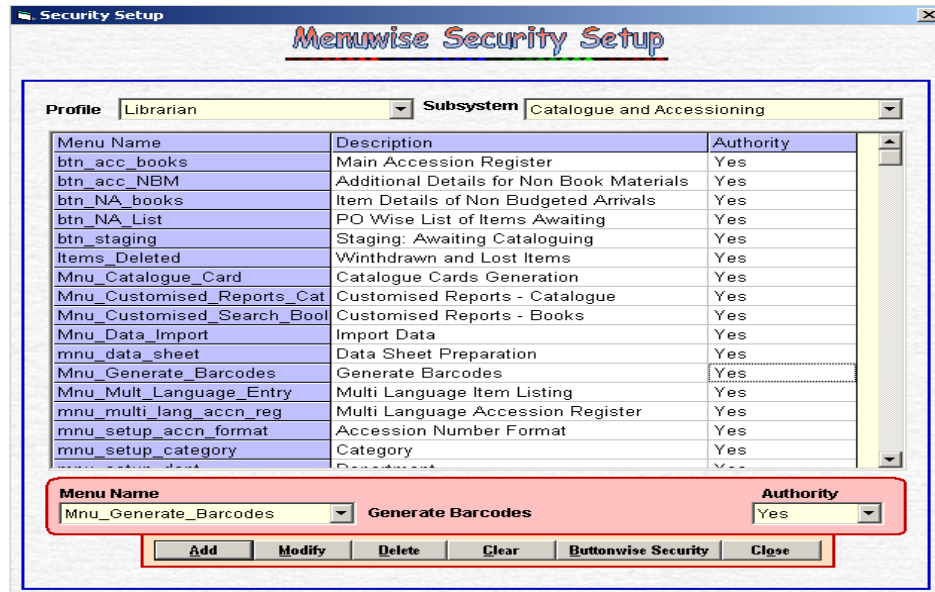 Security Setup
Menuwise Security Setup
Profile Librarian Subsystem Catalogue and Accessioning
Menu Name Description Authority
btn_acc_books Main Accession Register Yes
btn_acc_NBM Additional Details for Non Book Materials Yes
btn_NA_books Item Details of Non Budgeted Arrivals Yes
btn_NA_List PO Wise List of Items Awaiting Yes
btn_staging Staging: Awaiting Cataloguing Yes
Items_Deleted Winthdrawn and Lost Items Yes
Mnu_Catalogue_Card Catalogue Cards Generation Yes
Mnu_Customised_Reports_Cat Customised Reports - Catalogue Yes
Mnu_Customised_Search_Bool Customised Reports - Books Yes
Mnu_Data_Import Import Data Yes
mnu_data_sheet Data Sheet Preparation Yes
Mnu_Generate_Barcodes Generate Barcodes Yes
Mnu_Mult_Language_Entry Multi Language Item Listing Yes
mnu_multi_lang_accn_reg Multi Language Accession Register Yes
mnu_setup_accn_format Accession Number Format Yes
mnu_setup_category Category Yes
Menu Name Authority
Mnu_Generate_Barcodes Generate Barcodes Yes
Add Modify Delete Clear Buttonwise Security Close